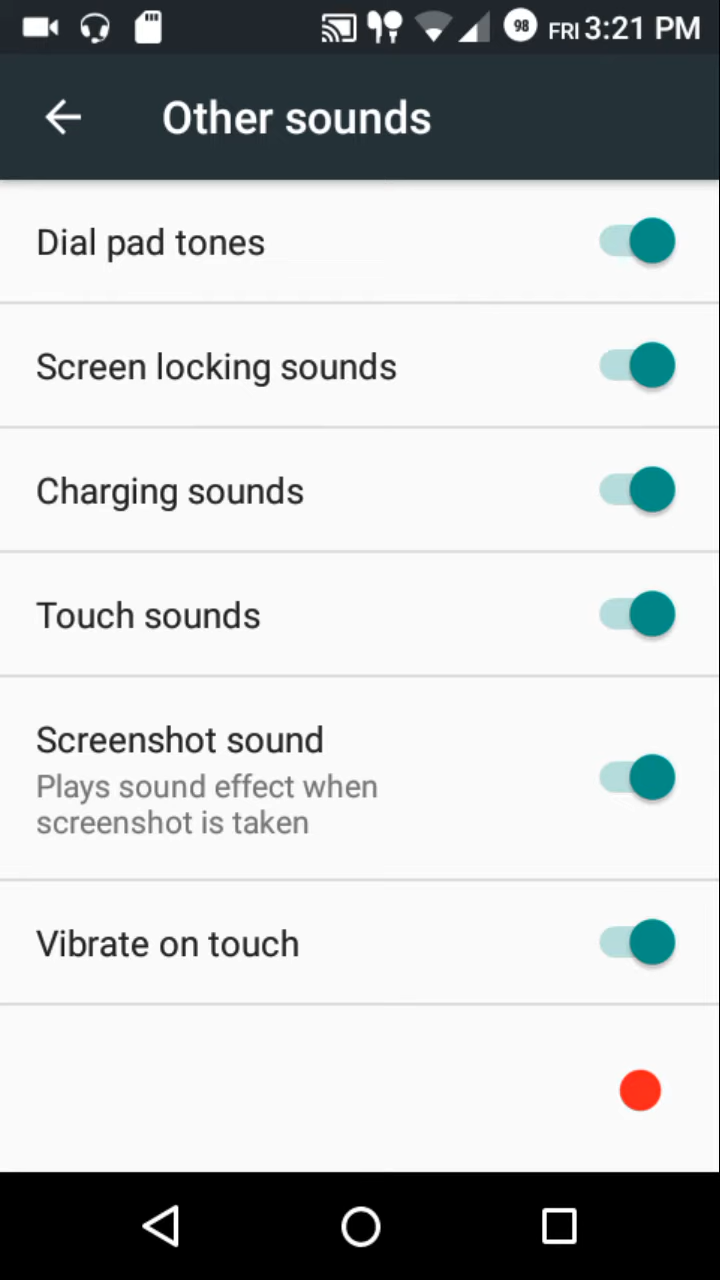 98 FRI 3:21 PM
Other sounds
Dial pad tones
Screen locking sounds
Charging sounds
Touch sounds
Screenshot sound
Plays sound effect when
screenshot is taken
Vibrate on touch